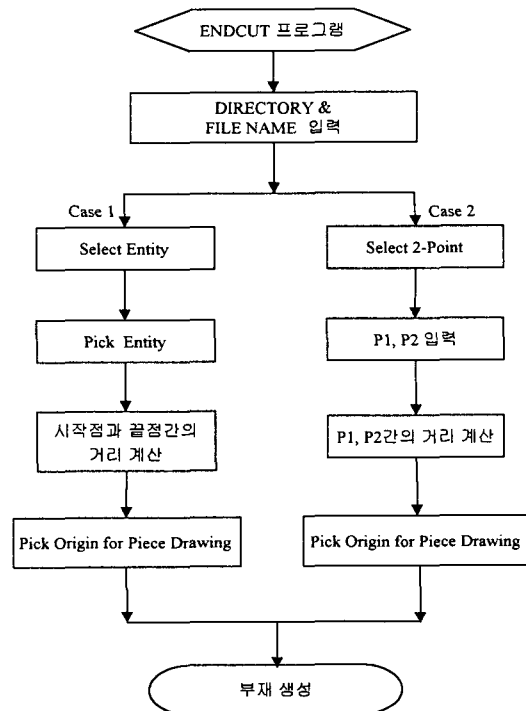 ENDCUT 프로그램
DIRECTORY &
FILE NAME 입력
Case 1
Case 2
Select Entity
Select 2-Point
Pick Entity
P1, P2 입력
시작점과 끝점간의
거리 계산
P1, P2간의 거리 계산
Pick Origin for Piece Drawing
Pick Origin for Piece Drawing
부재 생성